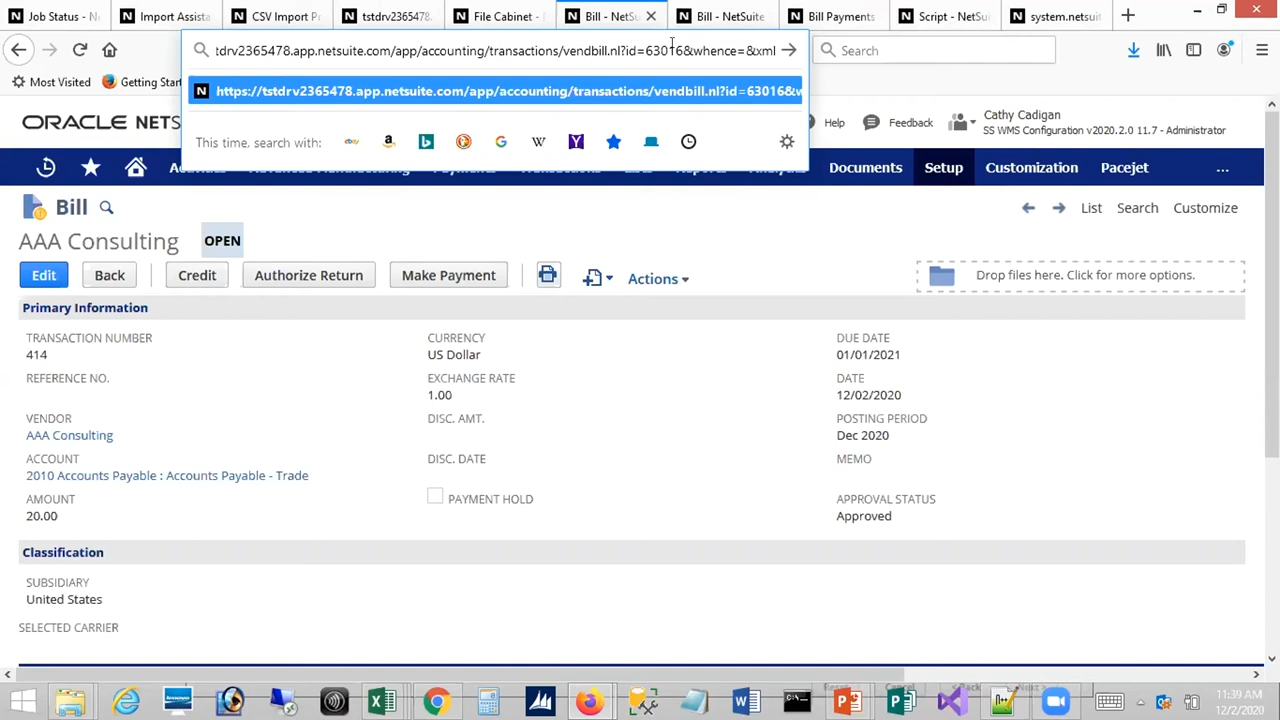 Job Status - Ne
Import Assista
CSV Import Pr
tstdrv2365478.
File Cabinet -
Bill - NetSu
Bill - NetSuite
Bill Payments
Script - NetSu
system.netsuit
tdrv2365478.app.netsuite.com/app/accounting/transactions/vendbill.nl?id=63016&whence=&xml
Search
Most Visited
Getting Start
https://tstdrv2365478.app.netsuite.com/app/accounting/transactions/vendbill.nl?id=63016&w
This time, search with:
ORACLE NETS
Help
Feedback
Cathy Cadigan
SS WMS Configuration v2020.2.0 11.7 - Administrator
Documents
Setup
Customization
Pacejet
...
Bill
List
Search
Customize
AAA Consulting
OPEN
Edit
Back
Credit
Authorize Return
Make Payment
Actions
Drop files here. Click for more options.
Primary Information
TRANSACTION NUMBER
414
REFERENCE NO.
VENDOR
AAA Consulting
ACCOUNT
2010 Accounts Payable : Accounts Payable - Trade
AMOUNT
20.00
CURRENCY
US Dollar
EXCHANGE RATE
1.00
DISC. AMT.
DISC. DATE
PAYMENT HOLD
DUE DATE
01/01/2021
DATE
12/02/2020
POSTING PERIOD
Dec 2020
MEMO
APPROVAL STATUS
Approved
Classification
SUBSIDIARY
United States
SELECTED CARRIER
11:39 AM
12/2/2020